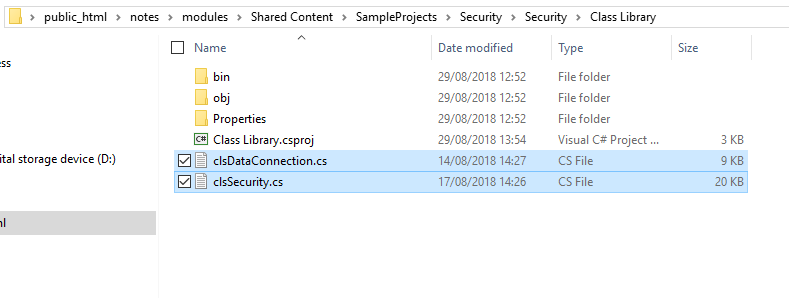 public_html > notes > modules > Shared Content > SampleProjects > Security > Security > Class Library
Name Date modified Type Size
ess
bin 29/08/2018 12:52 File folder
obj 29/08/2018 12:52 File folder
Properties 29/08/2018 12:52 File folder
C# Class Library.csproj 29/08/2018 13:54 Visual C# Project ... 3 KB
ital storage device (D:) clsDataConnection.cs 14/08/2018 14:27 CS File 9 KB
clsSecurity.cs 17/08/2018 14:26 CS File 20 KB
ml